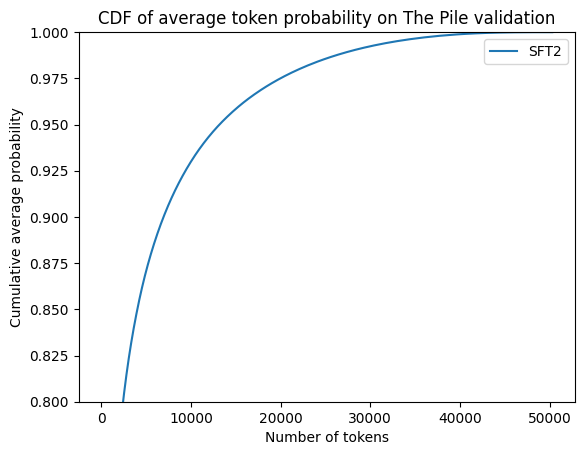 CDF of average token probability on The Pile validation
SFT2
1.000
0.975
0.950
0.925
0.900
0.875
0.850
0.825
0.800
Cumulative average probability
0 10000 20000 30000 40000 50000
Number of tokens